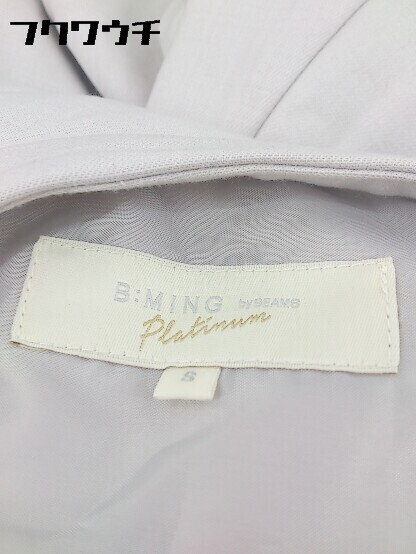 フクワウチ
B:MING by BEAMS
Platinum
S